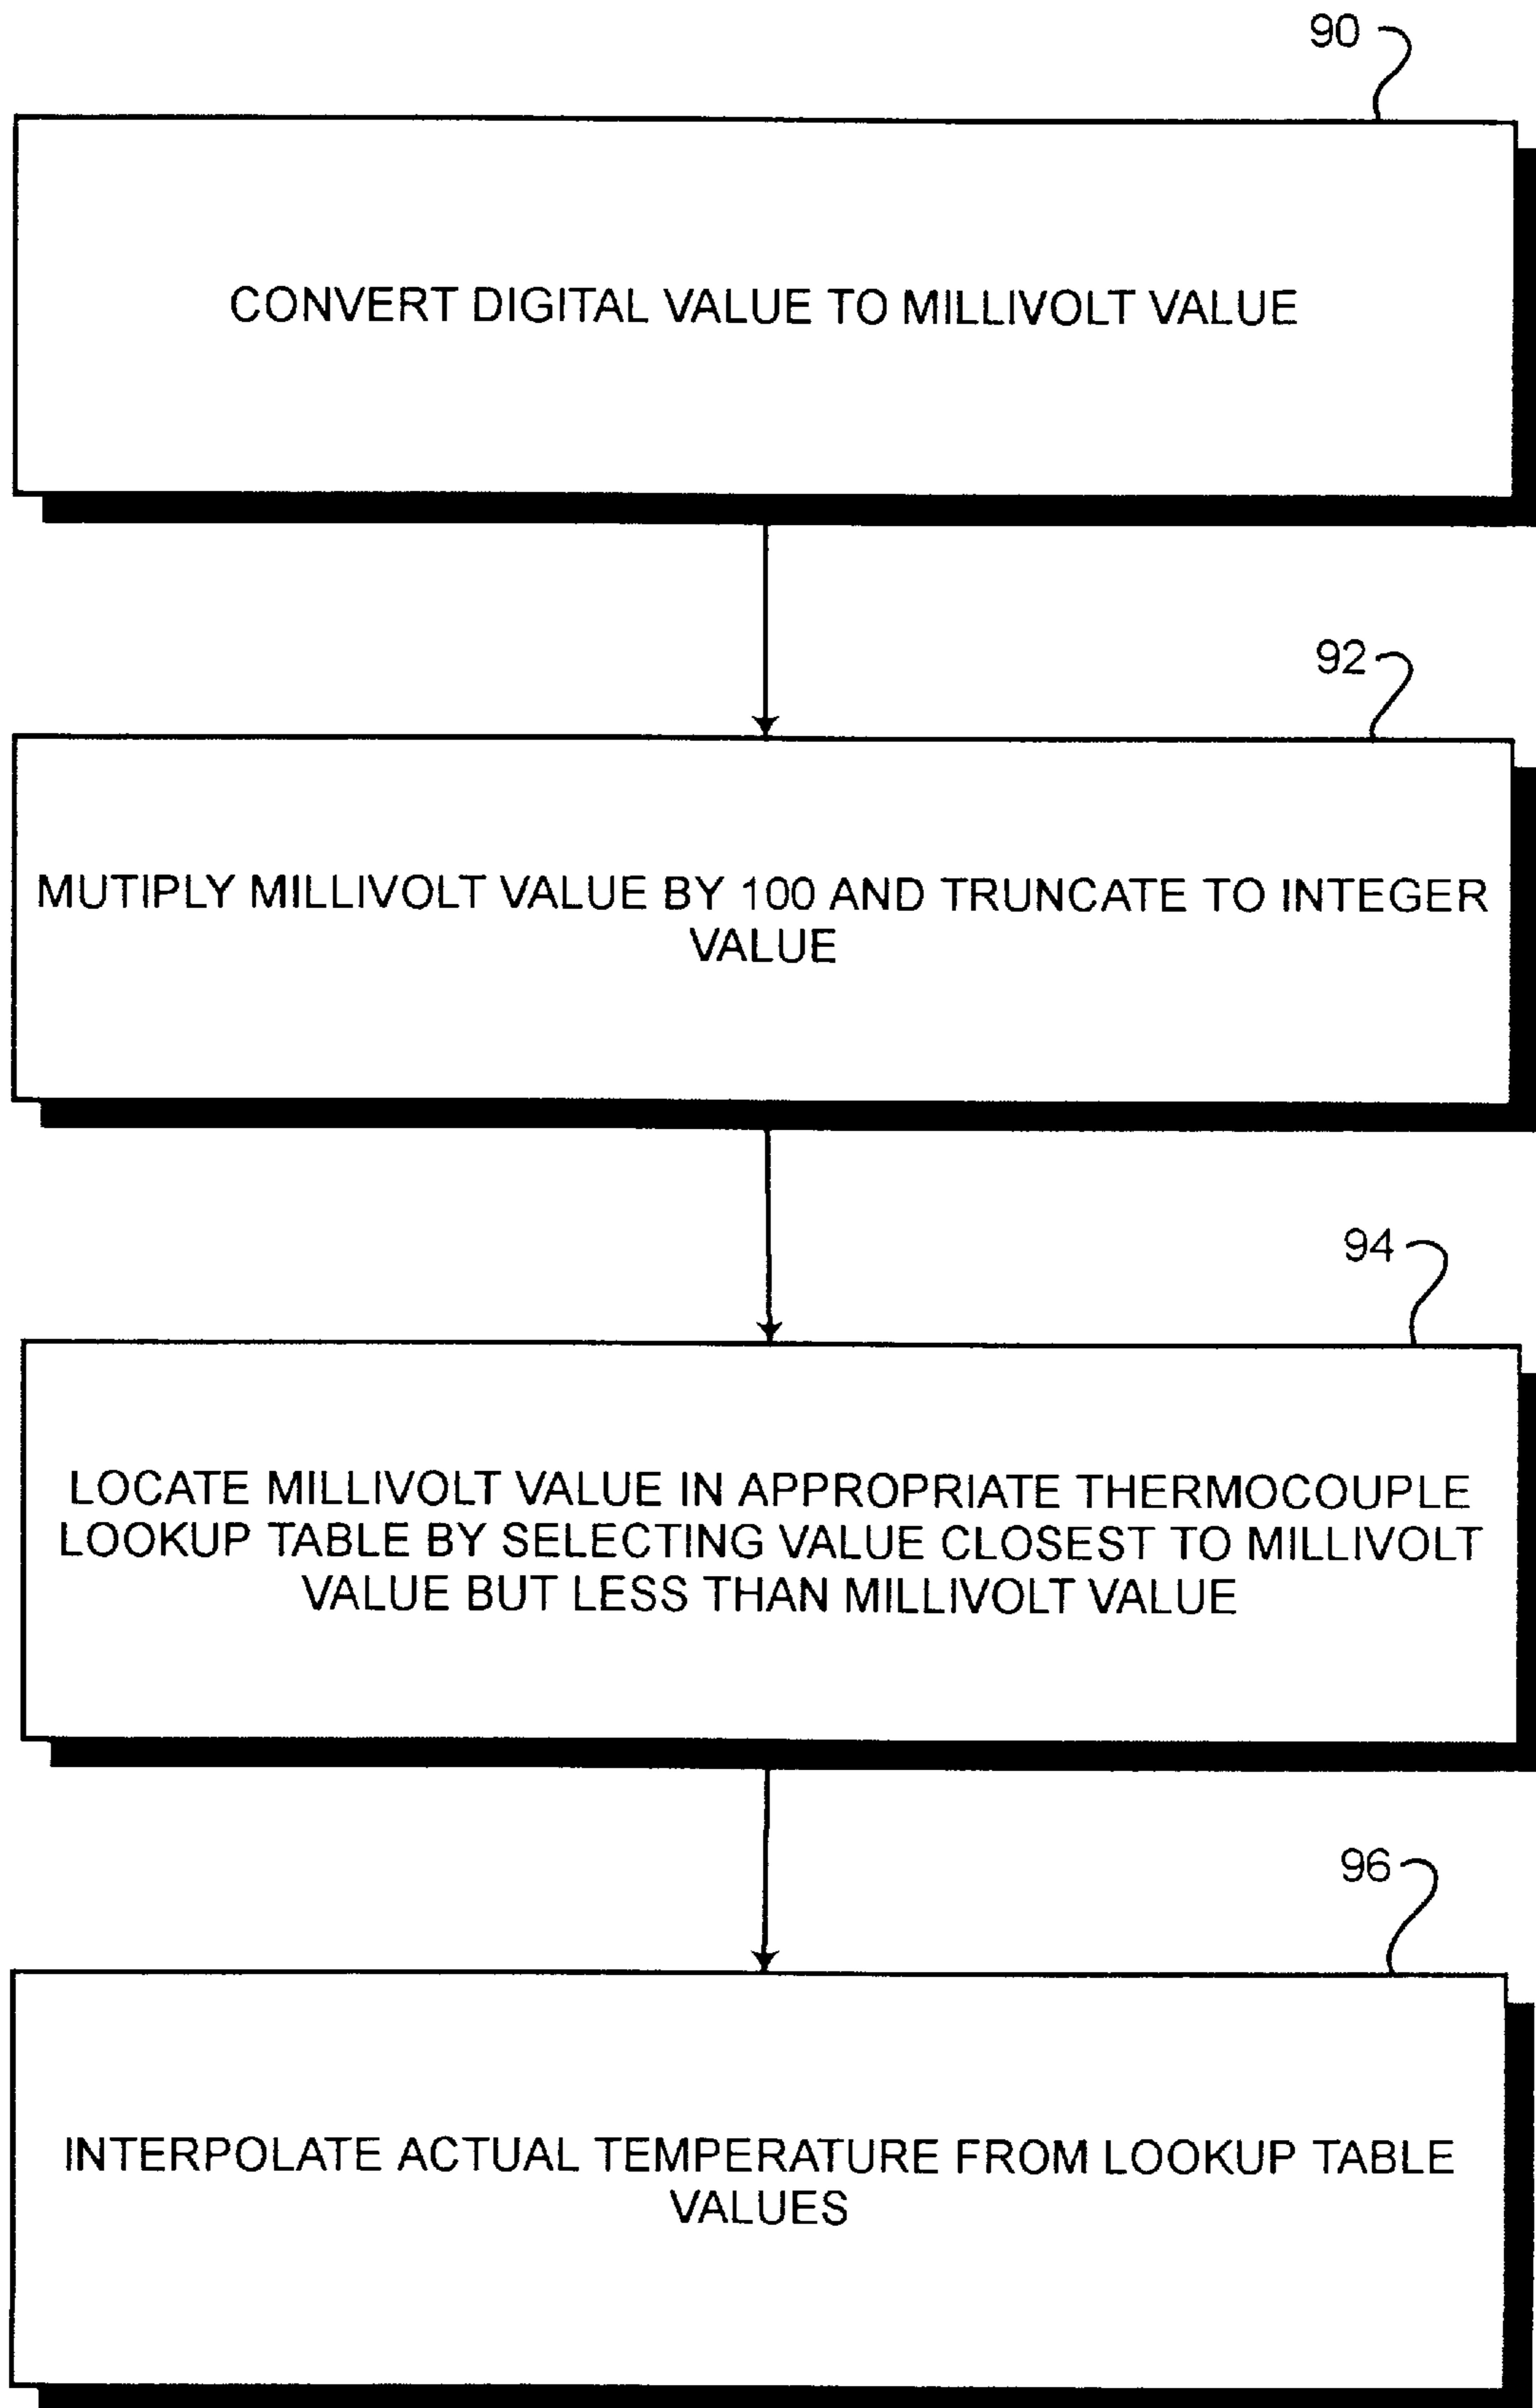 90
CONVERT DIGITAL VALUE TO MILLIVOLT VALUE
92
MUTIPLY MILLIVOLT VALUE BY 100 AND TRUNCATE TO INTEGER
VALUE
94
LOCATE MILLIVOLT VALUE IN APPROPRIATE THERMOCOUPLE
LOOKUP TABLE BY SELECTING VALUE CLOSEST TO MILLIVOLT
VALUE BUT LESS THAN MILLIVOLT VALUE
96
INTERPOLATE ACTUAL TEMPERATURE FROM LOOKUP TABLE
VALUES